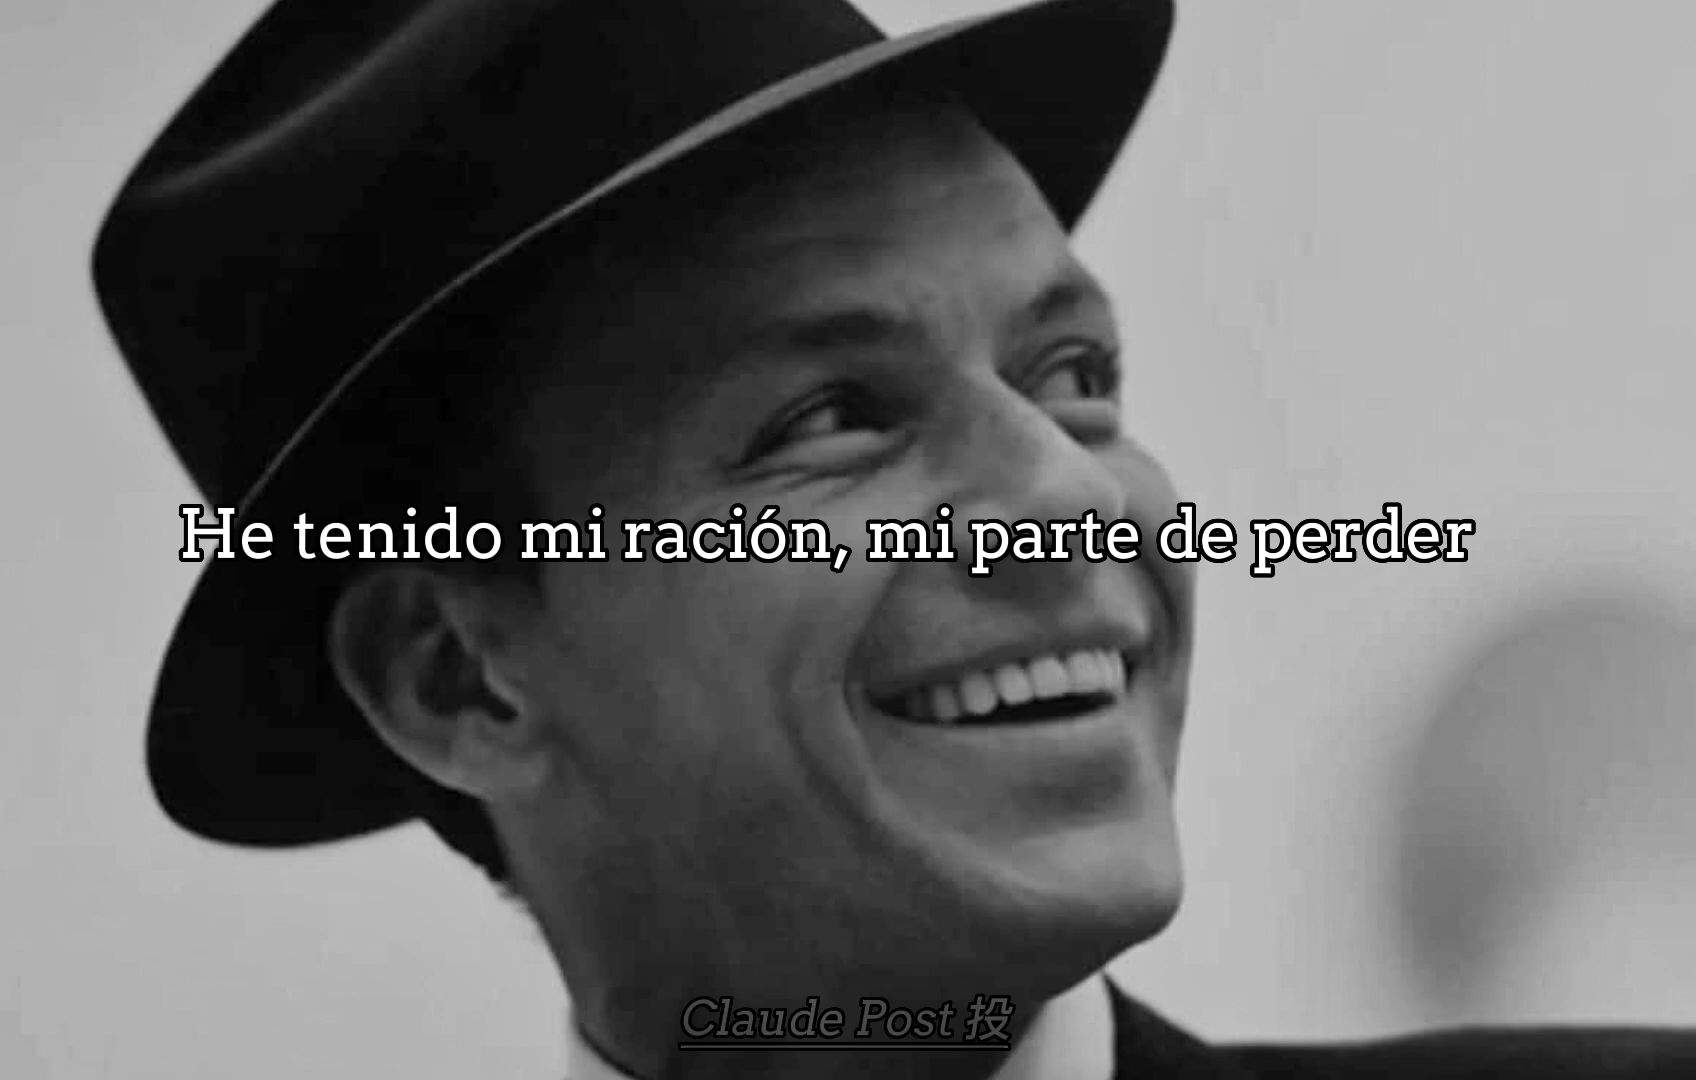 He tenido mi ración, mi parte de perder
Claude Post 投